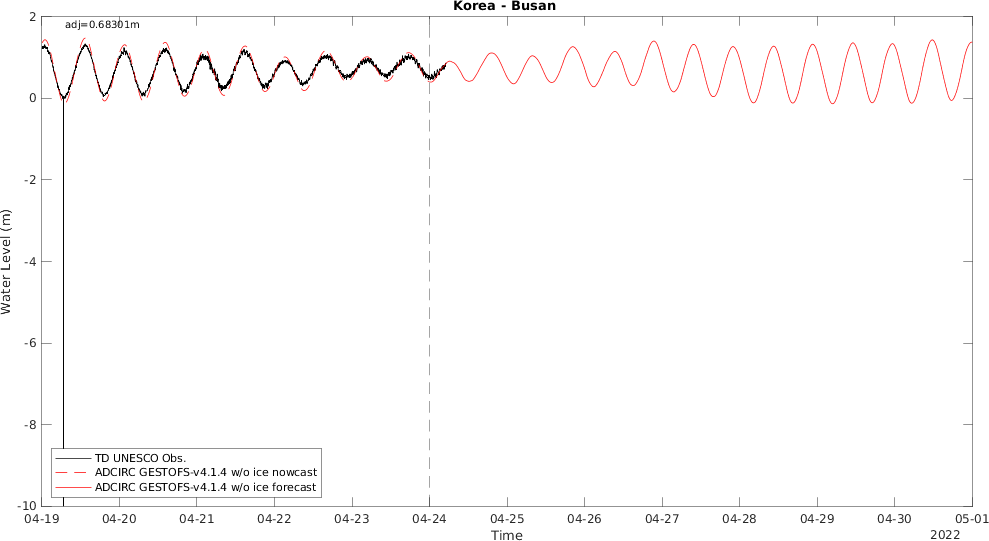 Korea - Busan
adj=0.68301m
2
0
-2
-4
-6
-8
-10
Water Level (m)
TD UNESCO Obs.
ADCIRC GESTOFS-v4.1.4 w/o ice nowcast
ADCIRC GESTOFS-v4.1.4 w/o ice forecast
04-19 04-20 04-21 04-22 04-23 04-24 04-25 04-26 04-27 04-28 04-29 04-30 05-01
Time
2022